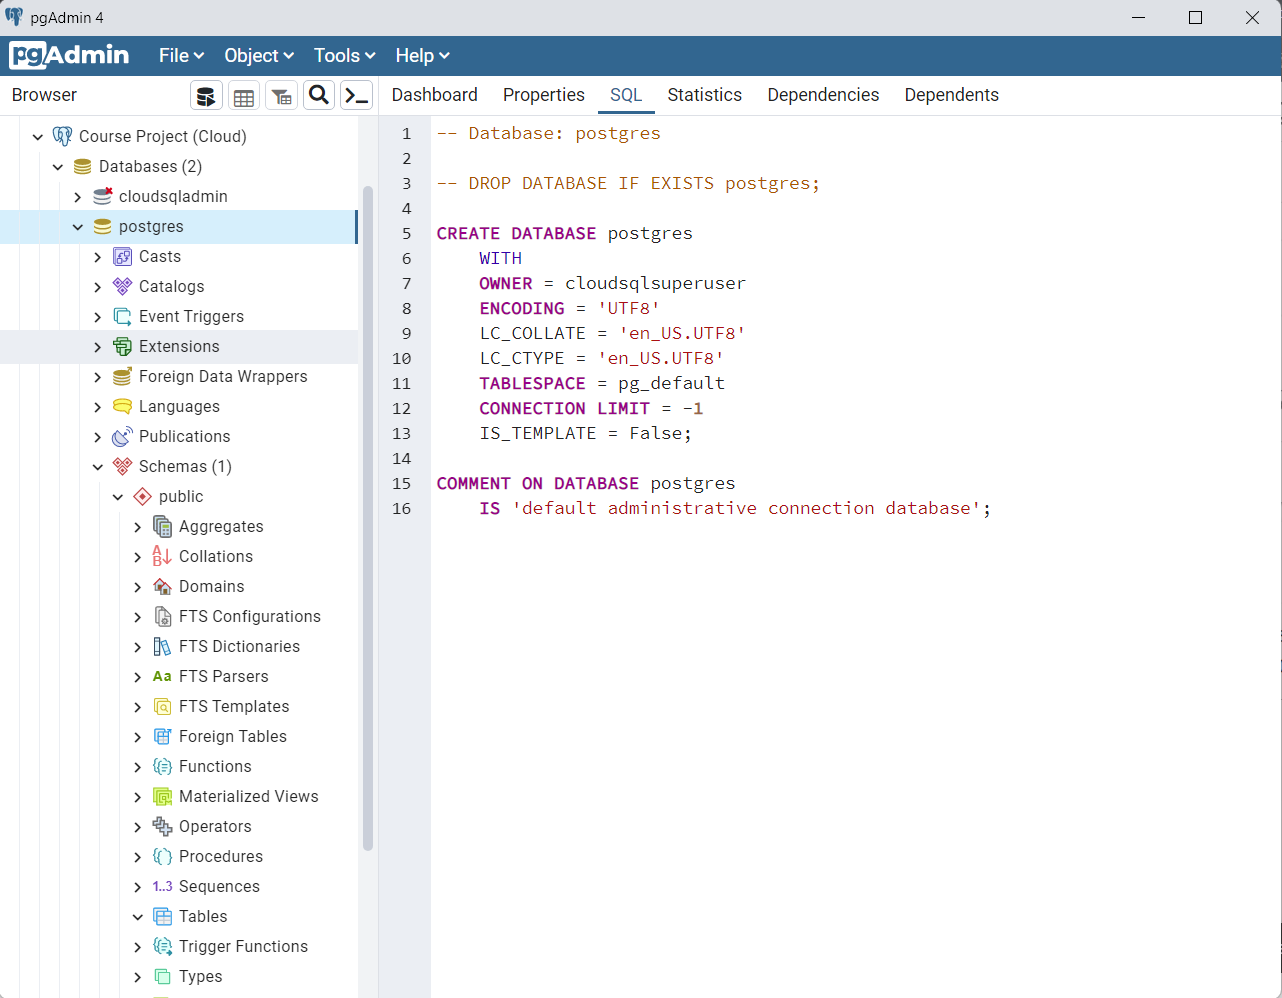 pgAdmin 4
pgAdmin File Object Tools Help
Browser
Dashboard Properties SQL Statistics Dependencies Dependents
Course Project (Cloud)
Databases (2)
cloudsqladmin
postgres
Casts
Catalogs
Event Triggers
Extensions
Foreign Data Wrappers
Languages
Publications
Schemas (1)
public
Aggregates
Collations
Domains
FTS Configurations
FTS Dictionaries
Aa FTS Parsers
FTS Templates
Foreign Tables
Functions
Materialized Views
Operators
Procedures
1..3 Sequences
Tables
Trigger Functions
Types
1 -- Database: postgres
2
3 -- DROP DATABASE IF EXISTS postgres;
4
5 CREATE DATABASE postgres
6 WITH
7 OWNER = cloudsqlsuperuser
8 ENCODING = 'UTF8'
9 LC_COLLATE = 'en_US.UTF8'
10 LC_CTYPE = 'en_US.UTF8'
11 TABLESPACE = pg_default
12 CONNECTION LIMIT = -1
13 IS_TEMPLATE = False;
14
15 COMMENT ON DATABASE postgres
16 IS 'default administrative connection database';